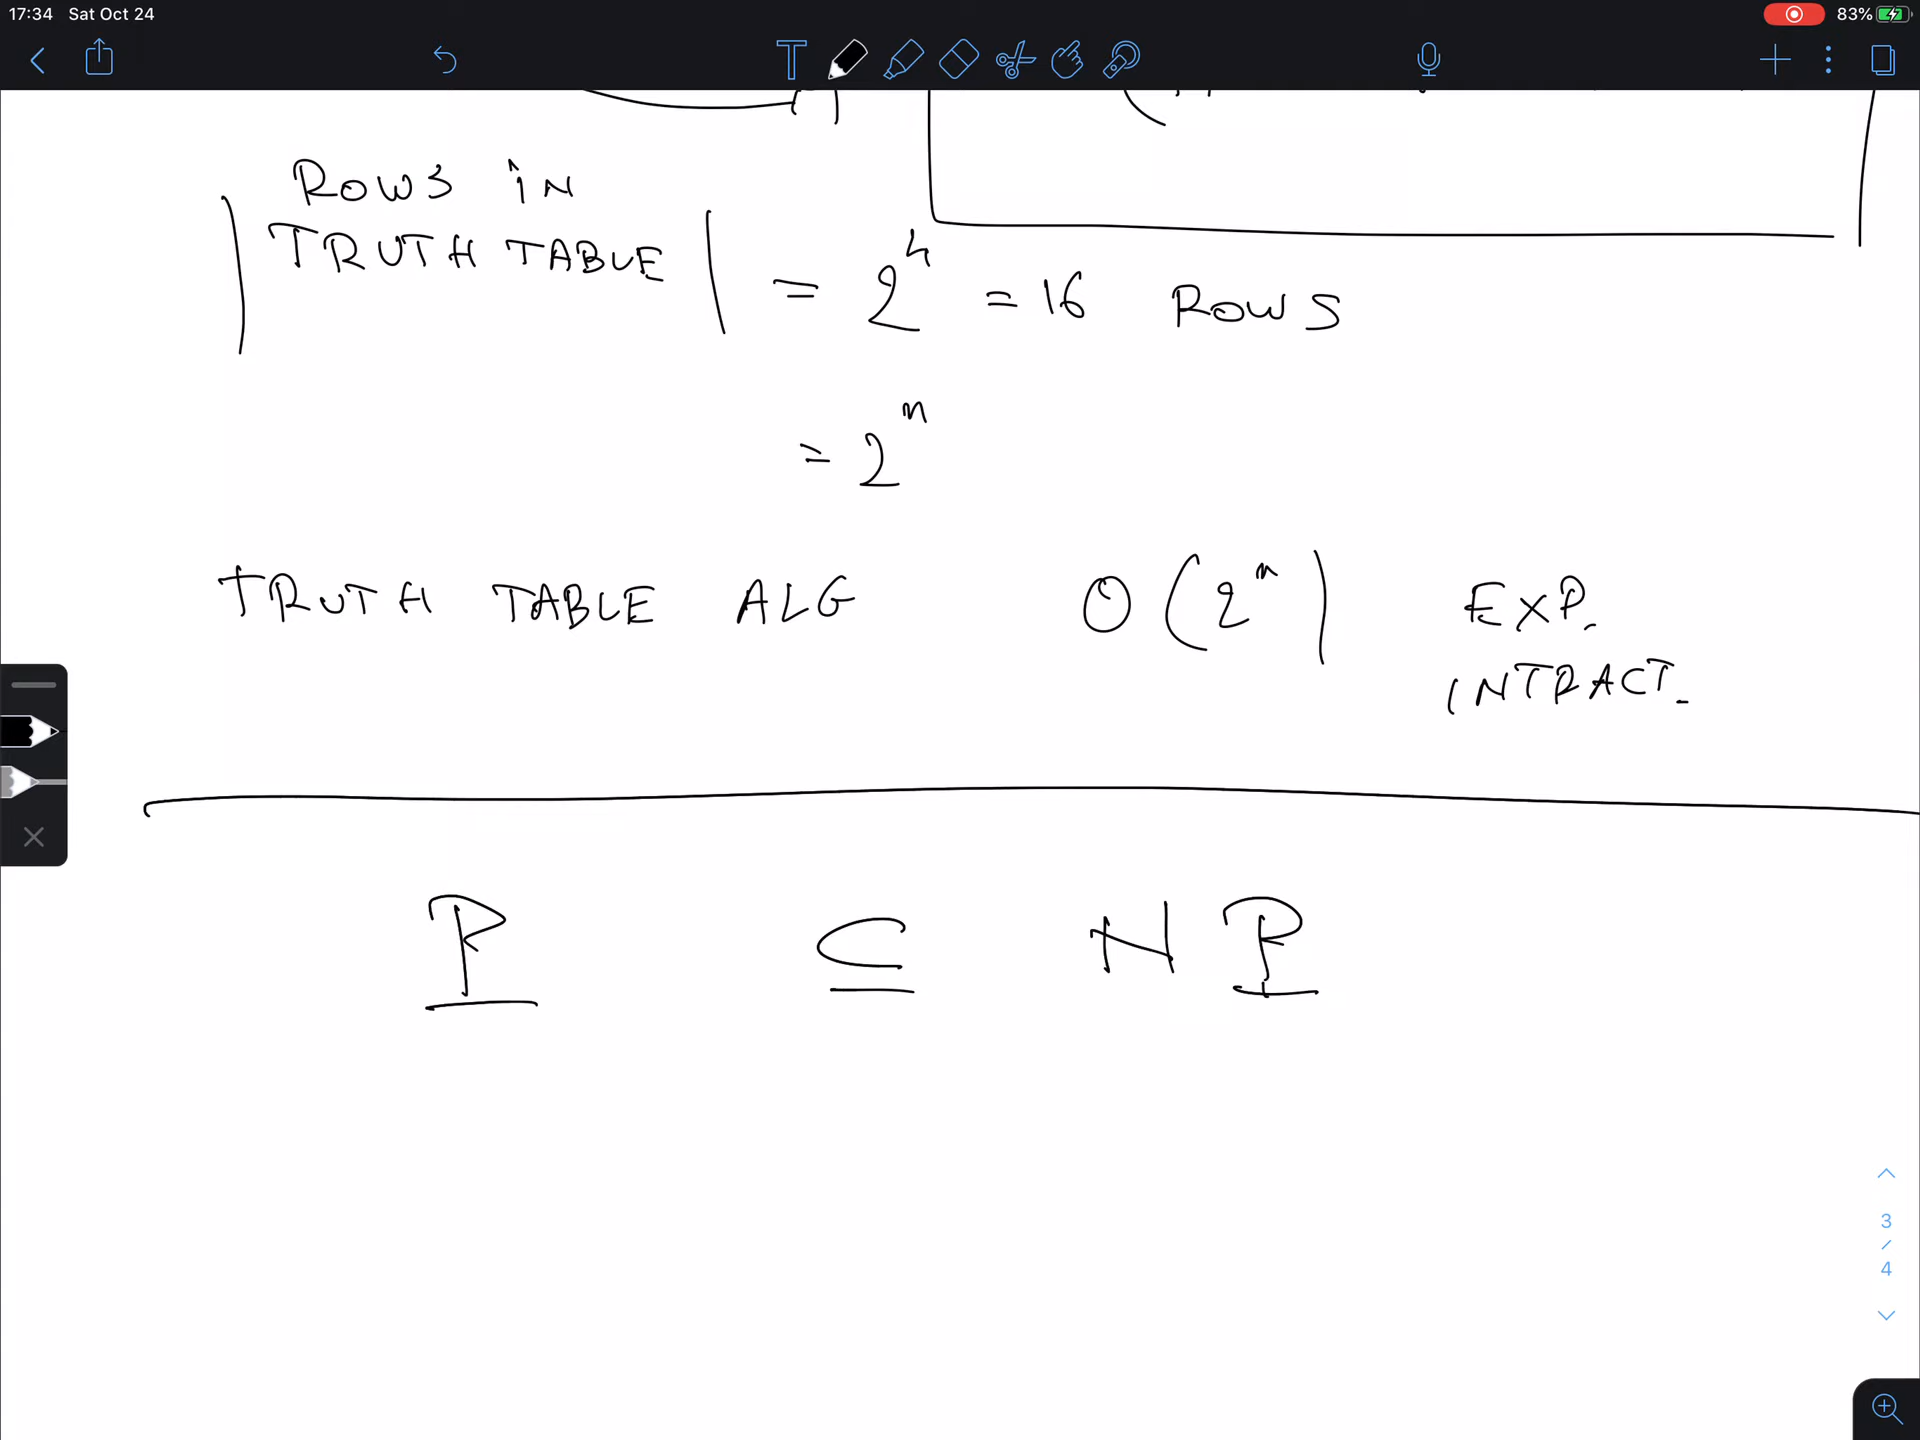 17:34 Sat Oct 24 83%
ROWS IN
TRUTH TABLE
= 2^4 = 16 ROWS
= 2^n
TRUTH TABLE ALG O(2^n) EXP.
INTRACT.
P ⊆ NP
3
/
4